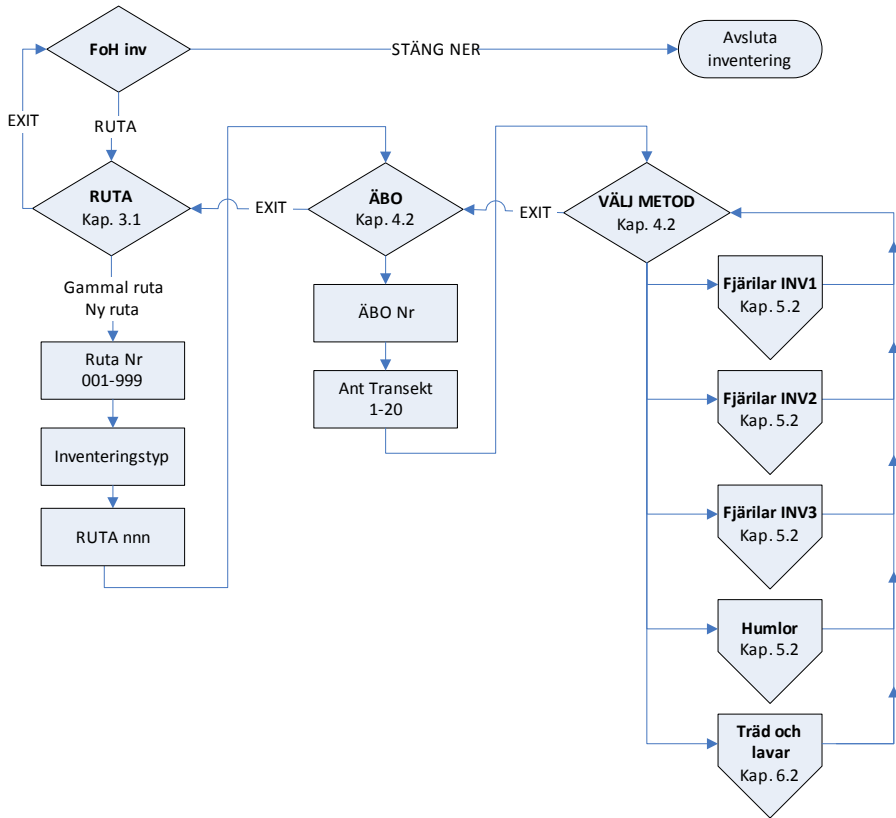 FoH inv
STÄNG NER
Avsluta
inventering
EXIT
RUTA
RUTA
Kap. 3.1
EXIT
ÄBO
Kap. 4.2
EXIT
VÄLJ METOD
Kap. 4.2
Gammal ruta
Ny ruta
Ruta Nr
001-999
Inventeringstyp
RUTA nnn
ÄBO Nr
Ant Transekt
1-20
Fjärilar INV1
Kap. 5.2
Fjärilar INV2
Kap. 5.2
Fjärilar INV3
Kap. 5.2
Humlor
Kap. 5.2
Träd och
lavar
Kap. 6.2